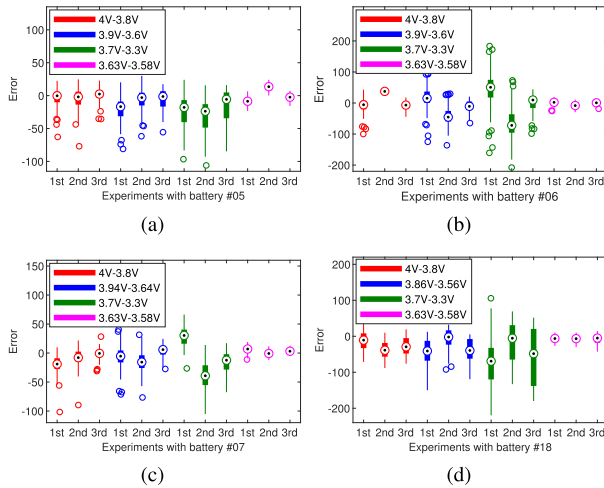 100
50
0
-50
-100
Error
4V-3.8V
3.9V-3.6V
3.7V-3.3V
3.63V-3.58V
1st 2nd 3rd 1st 2nd 3rd 1st 2nd 3rd 1st 2nd 3rd
Experiments with battery #05
(a)
200
100
0
-100
-200
Error
4V-3.8V
3.9V-3.6V
3.7V-3.3V
3.63V-3.58V
1st 2nd 3rd 1st 2nd 3rd 1st 2nd 3rd 1st 2nd 3rd
Experiments with battery #06
(b)
150
100
50
0
-50
-100
Error
4V-3.8V
3.94V-3.64V
3.7V-3.3V
3.63V-3.58V
1st 2nd 3rd 1st 2nd 3rd 1st 2nd 3rd 1st 2nd 3rd
Experiments with battery #07
(c)
200
100
0
-100
-200
Error
4V-3.8V
3.86V-3.56V
3.7V-3.3V
3.63V-3.58V
1st 2nd 3rd 1st 2nd 3rd 1st 2nd 3rd 1st 2nd 3rd
Experiments with battery #18
(d)